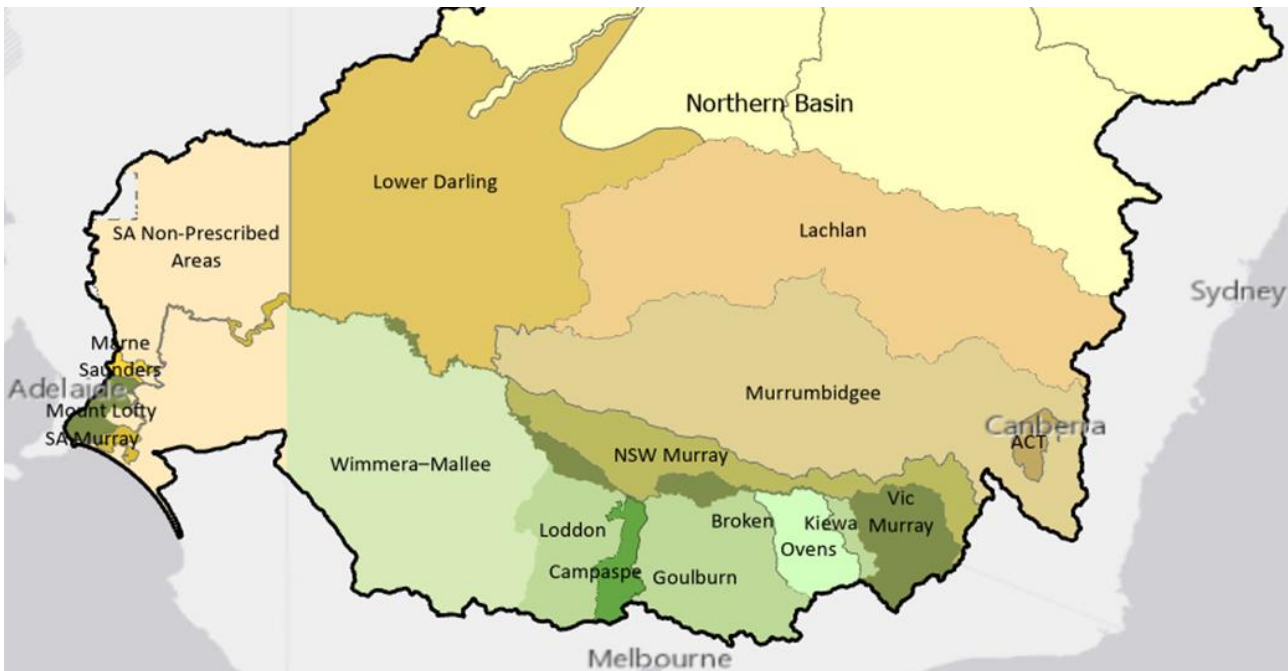 Northern Basin
Lower Darling
Lachlan
SA Non-Prescribed
Areas
Sydney
Marne
Saunders
Adelaide
Mount Lofty
SA Murray
Murrumbidgee
Canberra
ACT
NSW Murray
Wimmera–Mallee
Vic
Murray
Loddon
Broken
Kiewa
Ovens
Campaspe
Goulburn
Melbourne